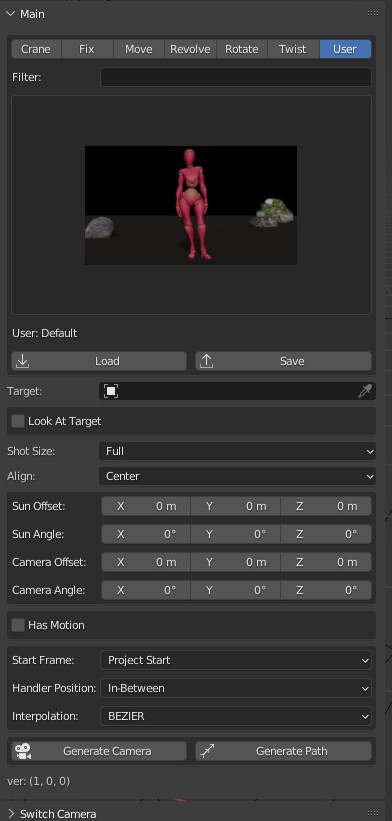 Main
Crane Fix Move Revolve Rotate Twist User
Filter:
User: Default
Load Save
Target:
Look At Target
Shot Size: Full
Align: Center
Sun Offset: X 0 m Y 0 m Z 0 m
Sun Angle: X 0° Y 0° Z 0°
Camera Offset: X 0 m Y 0 m Z 0 m
Camera Angle: X 0° Y 0° Z 0°
Has Motion
Start Frame: Project Start
Handler Position: In-Between
Interpolation: BEZIER
Generate Camera Generate Path
ver: (1, 0, 0)
Switch Camera